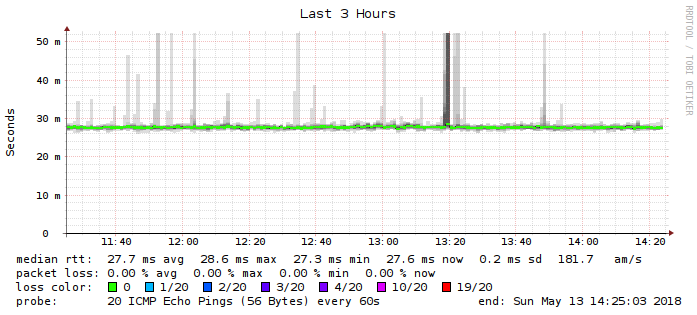 Last 3 Hours
RRDTOOL / TOBI OETIKER
Seconds
50 m
40 m
30 m
20 m
10 m
0
11:40 12:00 12:20 12:40 13:00 13:20 13:40 14:00 14:20
median rtt: 27.7 ms avg 28.6 ms max 27.3 ms min 27.6 ms now 0.2 ms sd 181.7 am/s
packet loss: 0.00 % avg 0.00 % max 0.00 % min 0.00 % now
loss color: 0 1/20 2/20 3/20 4/20 10/20 19/20
probe: 20 ICMP Echo Pings (56 Bytes) every 60s end: Sun May 13 14:25:03 2018